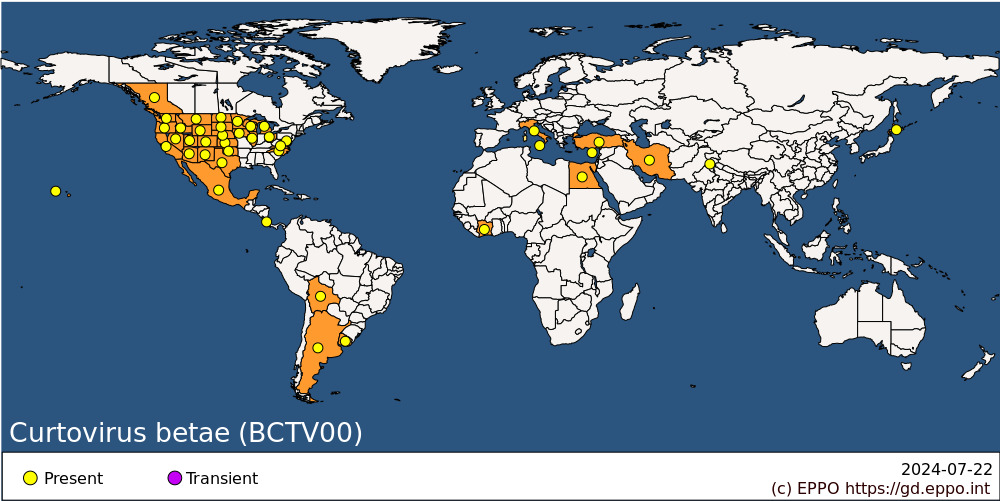 Curtovirus betae (BCTV00)
Present
Transient
2024-07-22
(c) EPPO https://gd.eppo.int